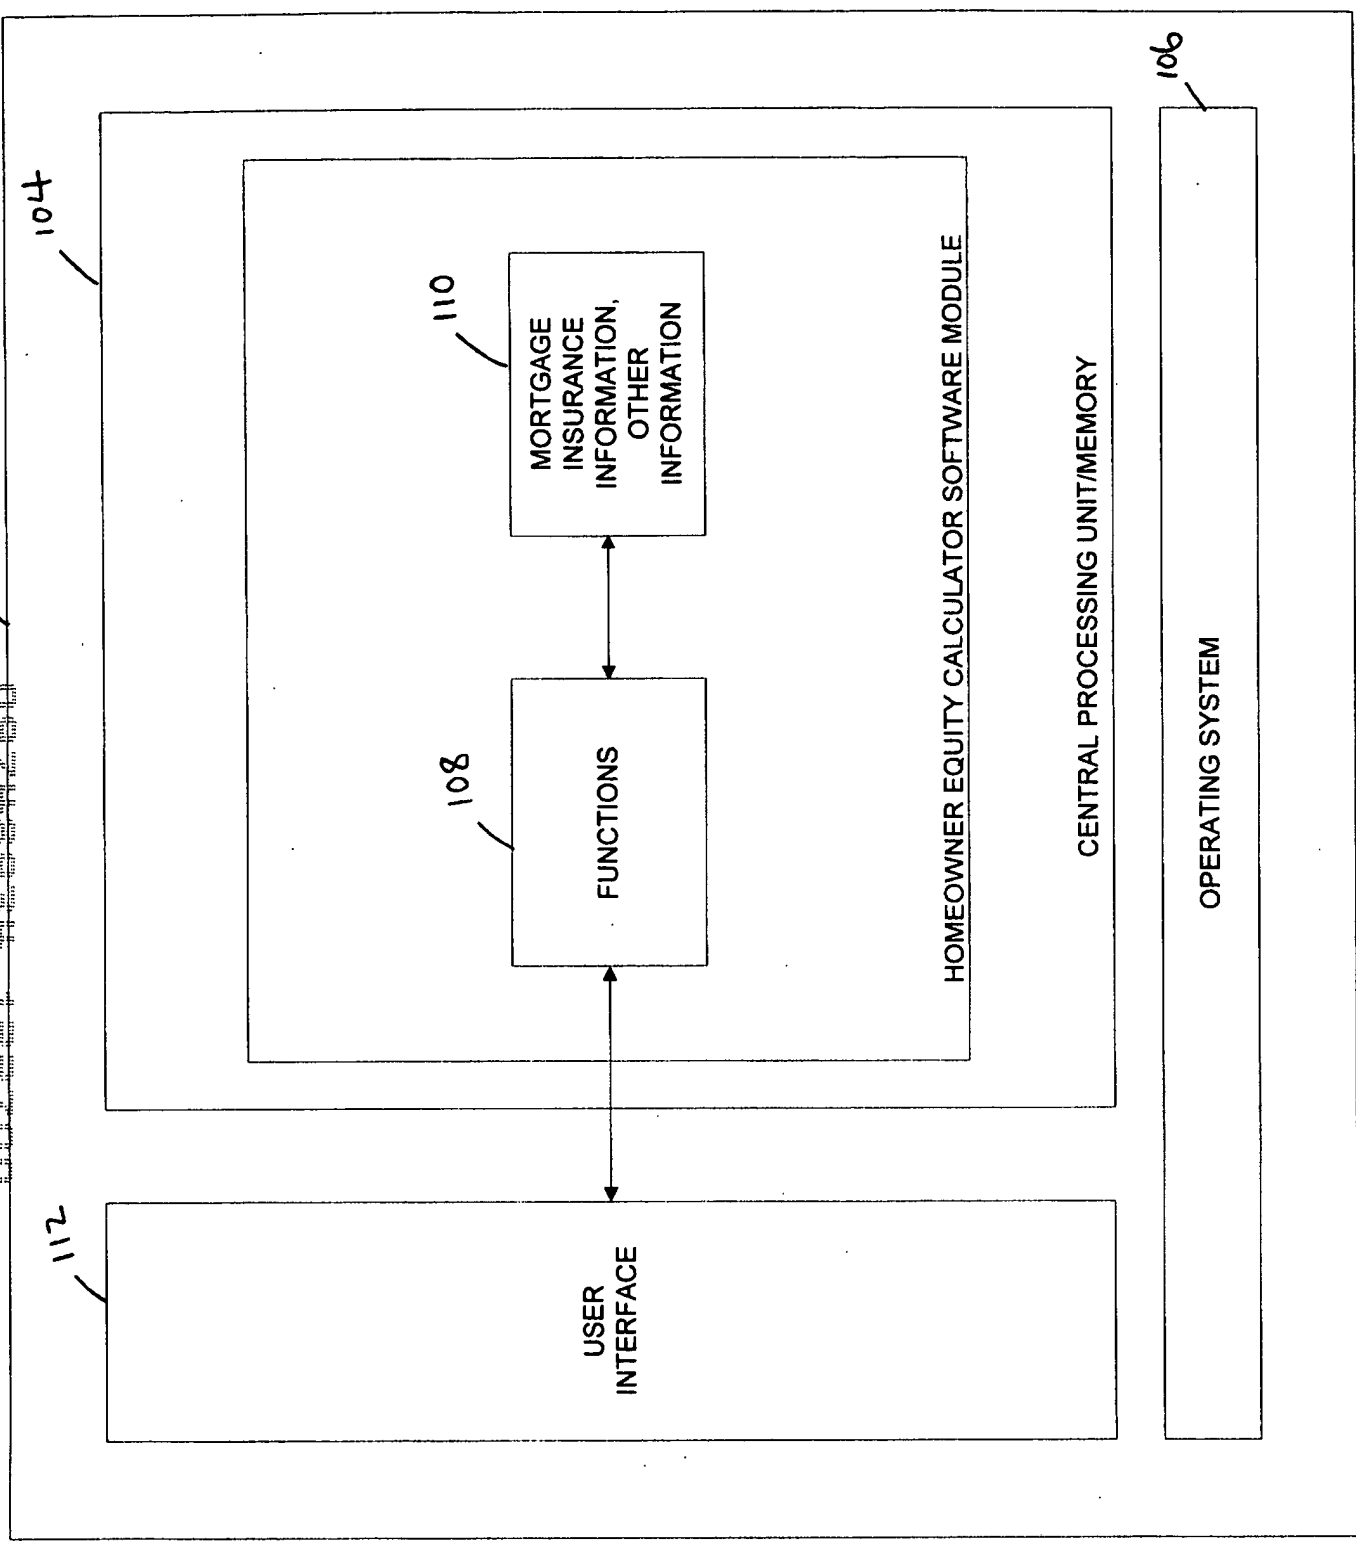 104
106
110
MORTGAGE
INSURANCE
INFORMATION,
OTHER
INFORMATION
108
FUNCTIONS
HOMEOWNER EQUITY CALCULATOR SOFTWARE MODULE
CENTRAL PROCESSING UNIT/MEMORY
112
USER
INTERFACE
OPERATING SYSTEM